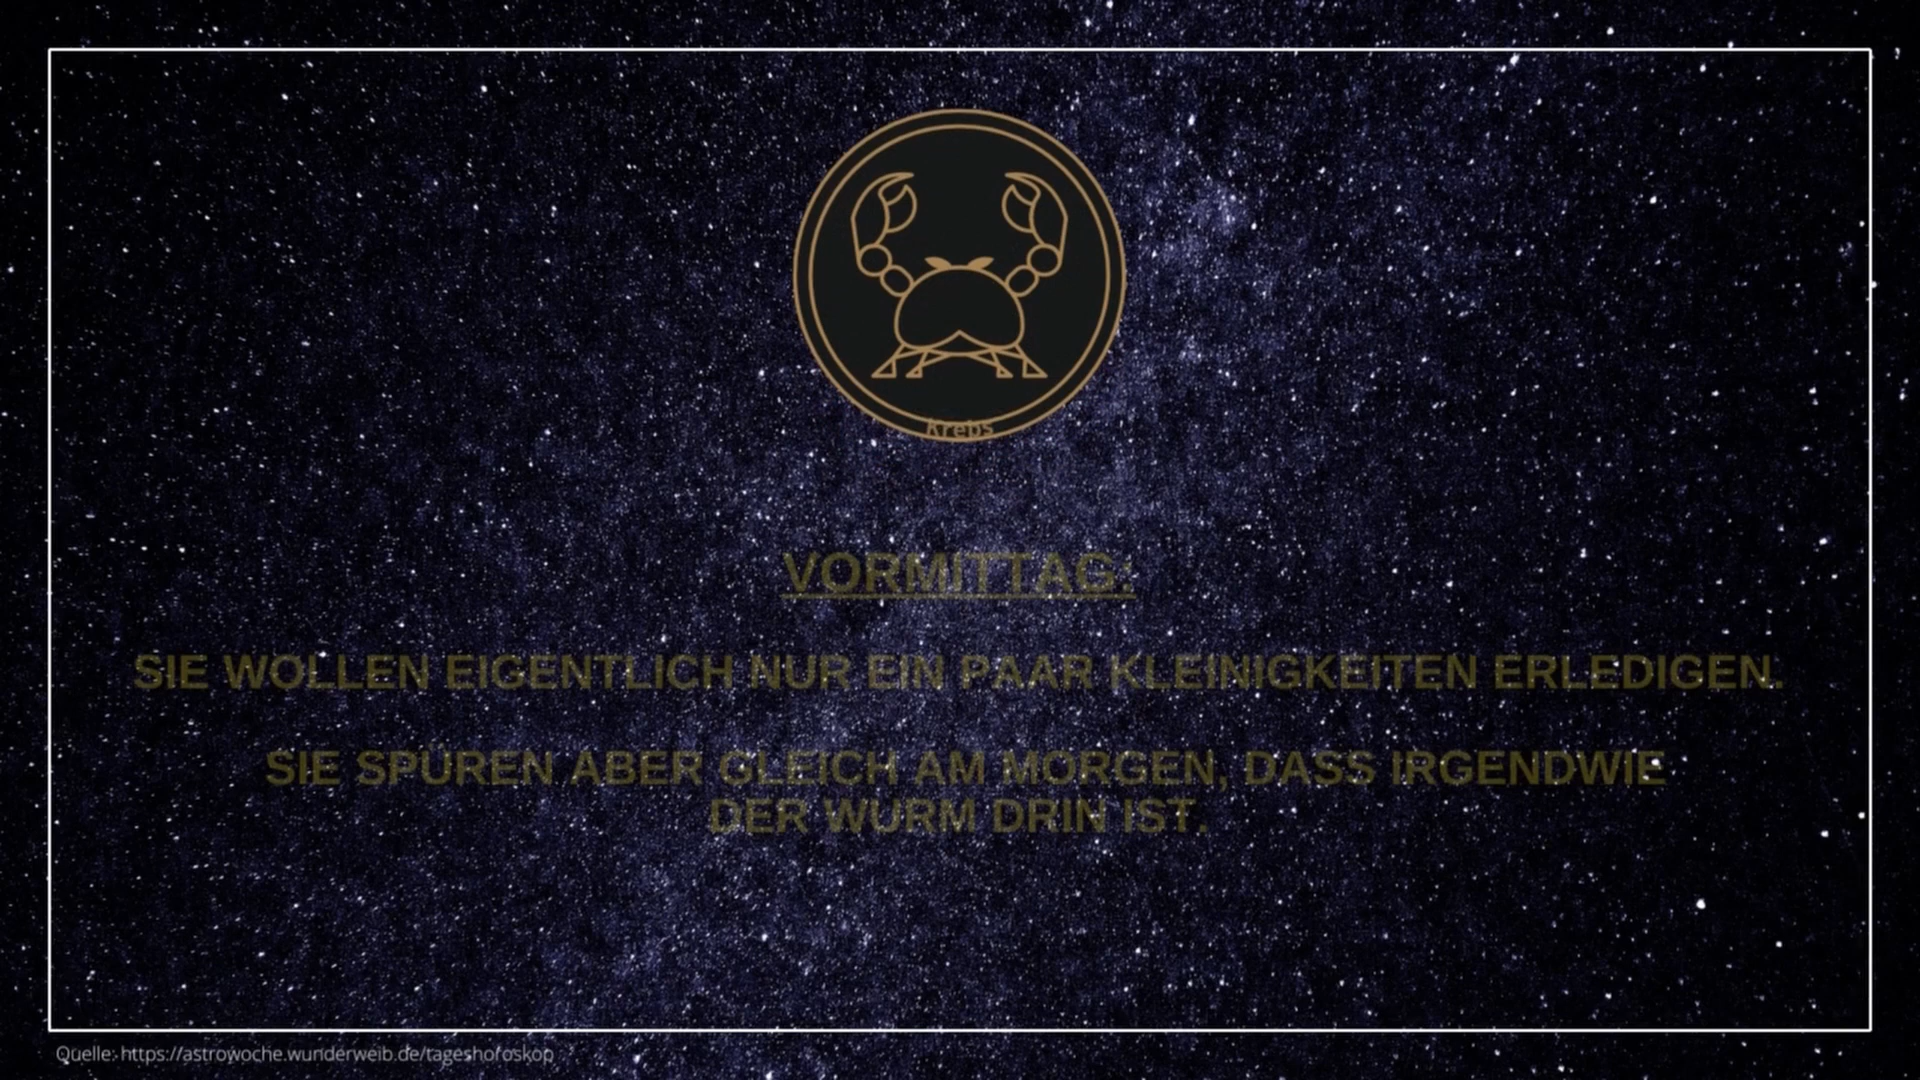 Krebs
VORMITTAG:
SIE WOLLEN EIGENTLICH NUR EIN PAAR KLEINIGKEITEN ERLEDIGEN.
SIE SPÜREN ABER GLEICH AM MORGEN, DASS IRGENDWIE
DER WURM DRIN IST.
Quelle: https://astrowoche.wunderweib.de/tageshoroskop